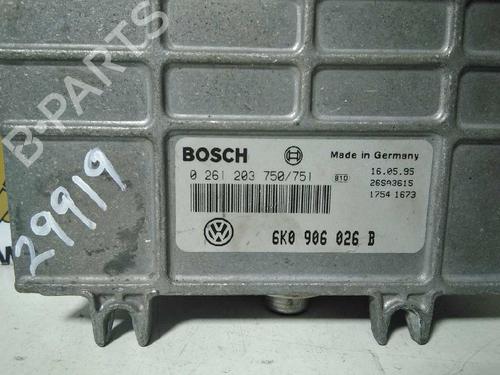 B-PARTS
BOSCH
Made in Germany
0 261 203 750/751
810
16.05.95
26SA3615
1754 1673
6K0 906 026 B
29919